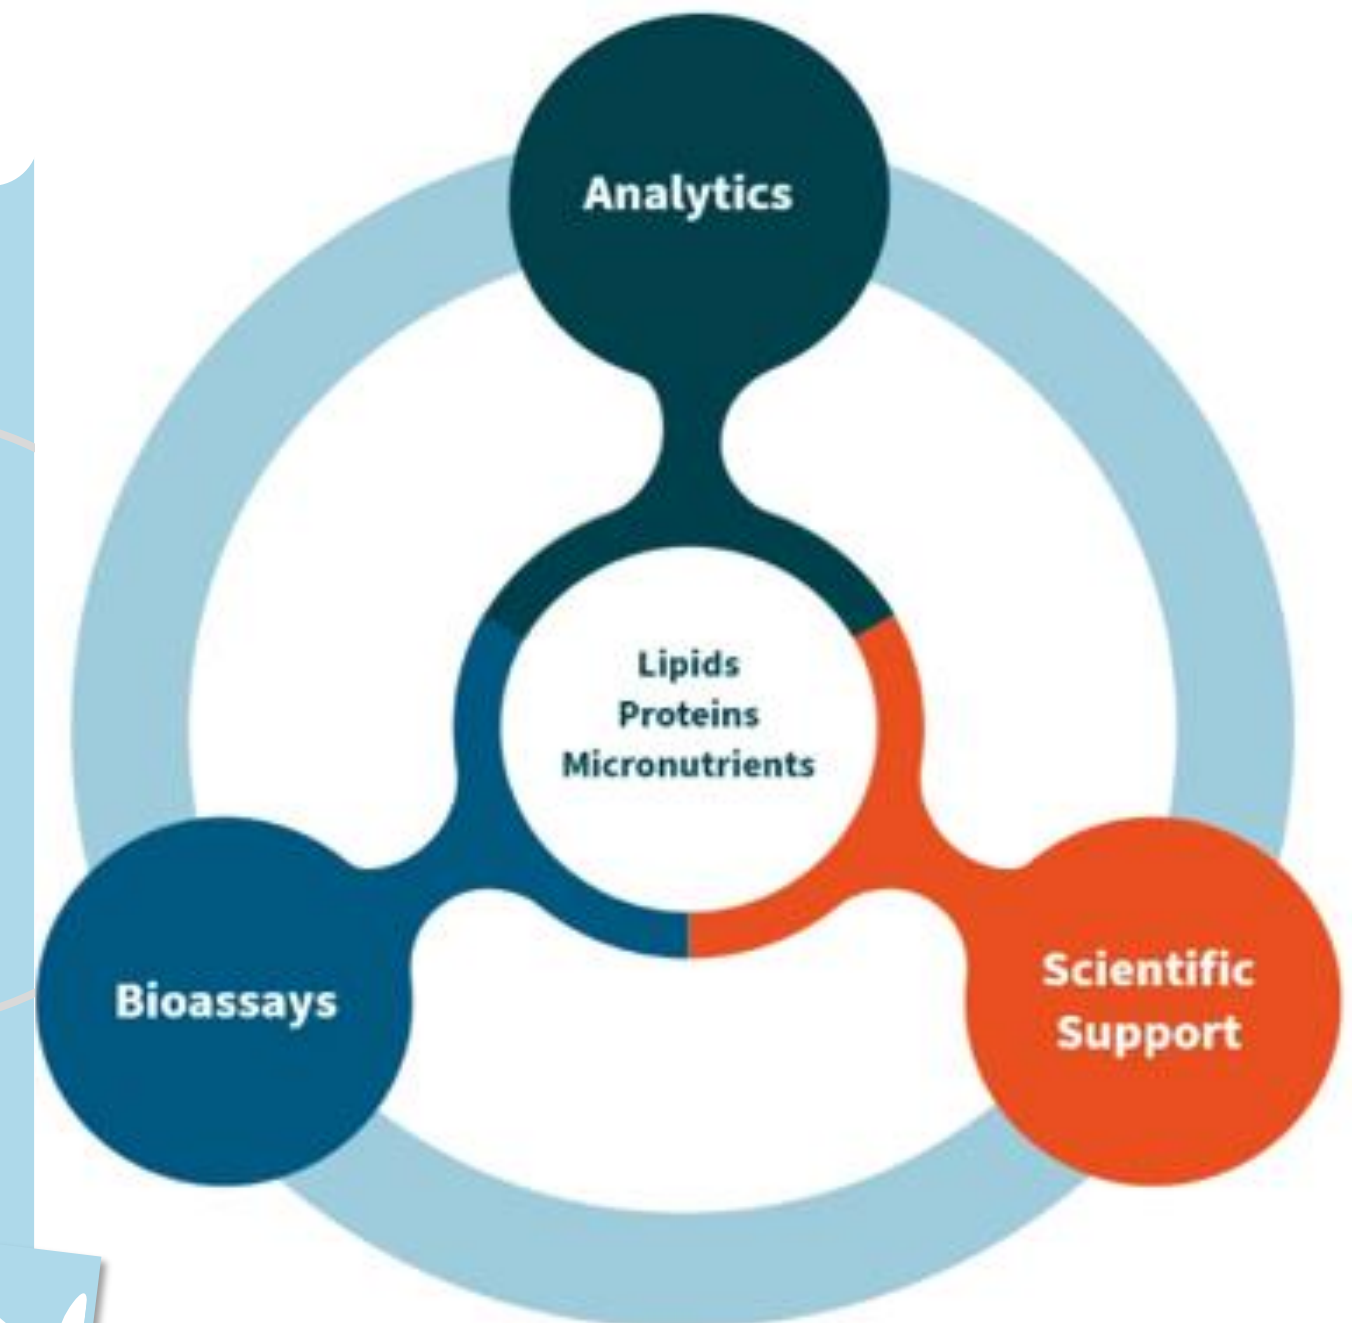 Analytics
Lipids
Proteins
Micronutrients
Bioassays
Scientific
Support